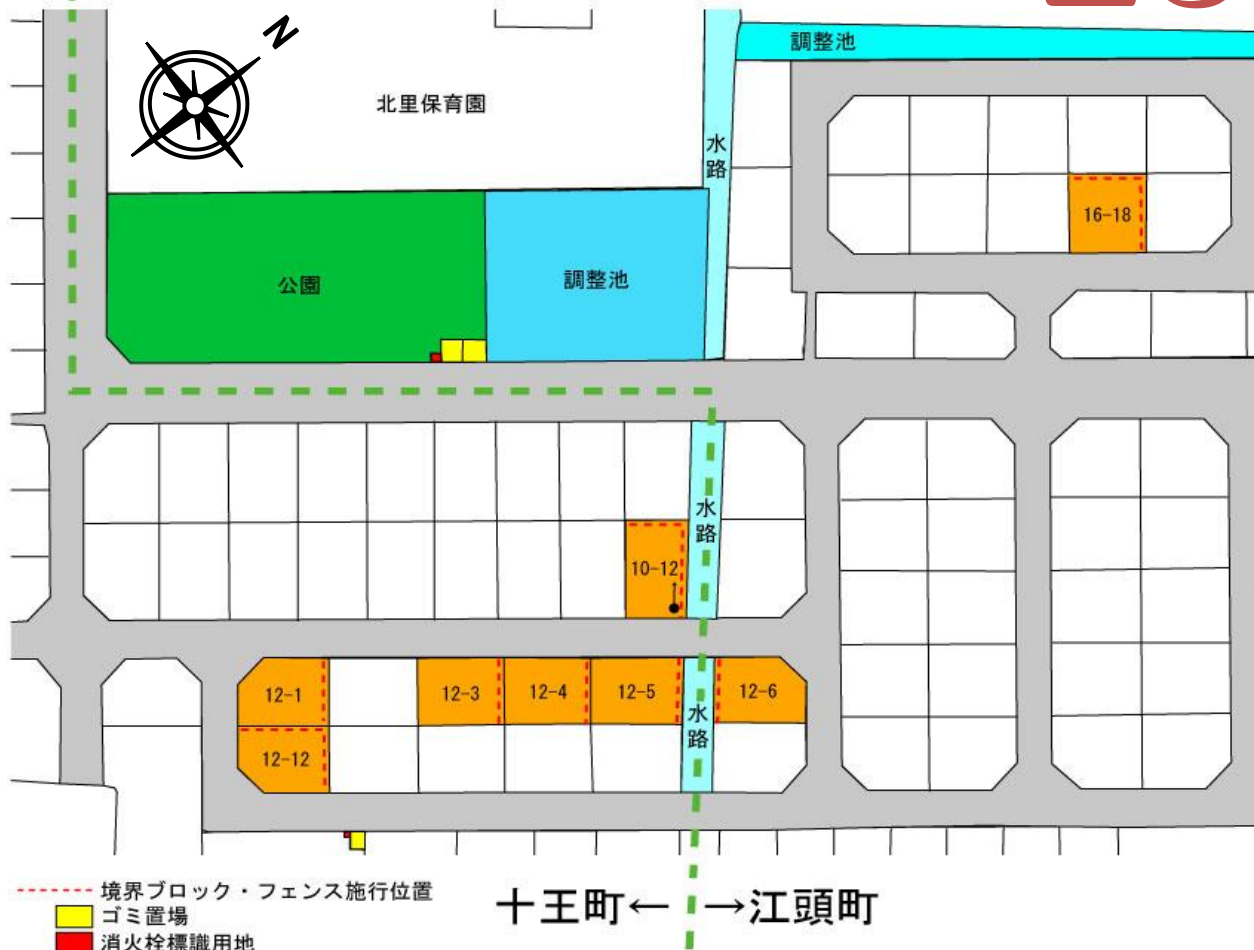 N
調整池
北里保育園
水路
16-18
公園
調整池
水路
10-12
12-1
12-3
12-4
12-5
12-6
水路
12-12
十王町← →江頭町
境界ブロック・フェンス施行位置
ゴミ置場
消火栓標識用地